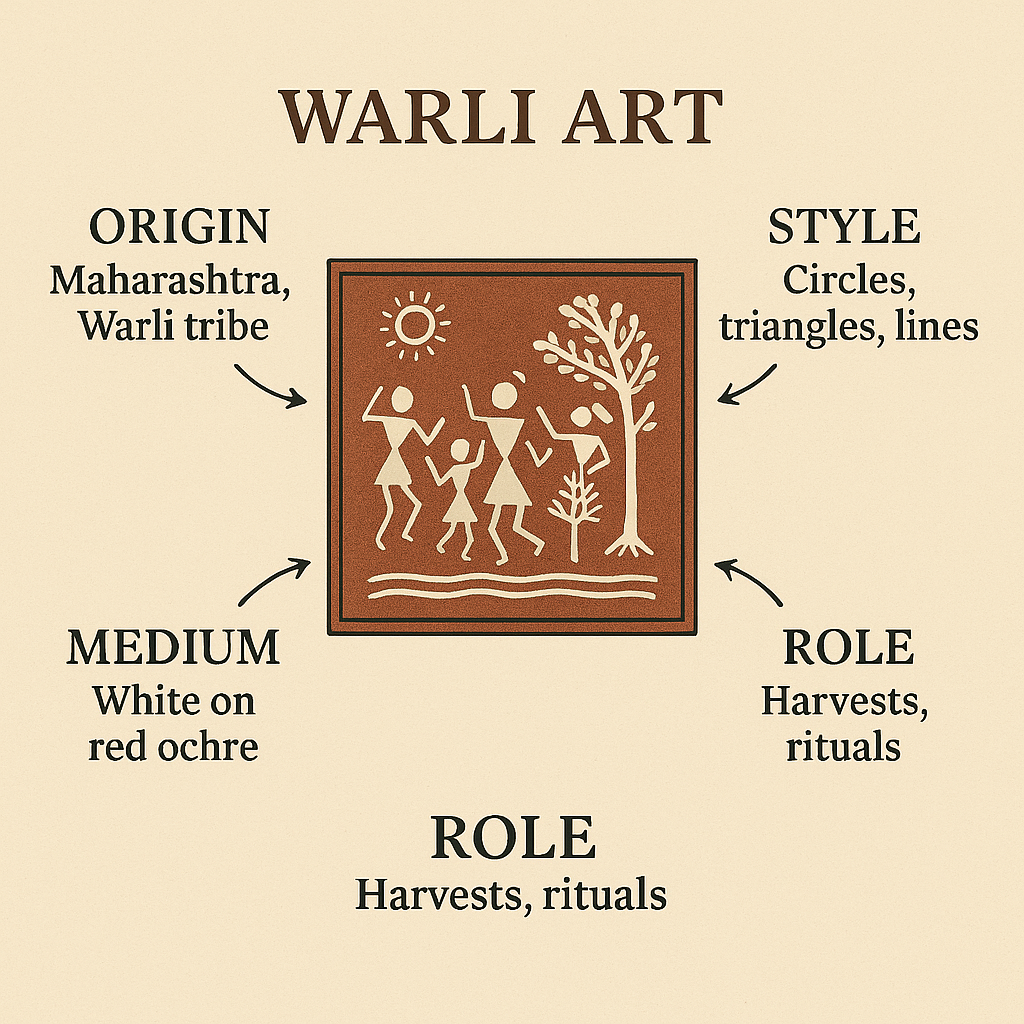 WARLI ART
ORIGIN
Maharashtra,
Warli tribe
STYLE
Circles,
triangles, lines
MEDIUM
White on
red ochre
ROLE
Harvests,
rituals
ROLE
Harvests, rituals